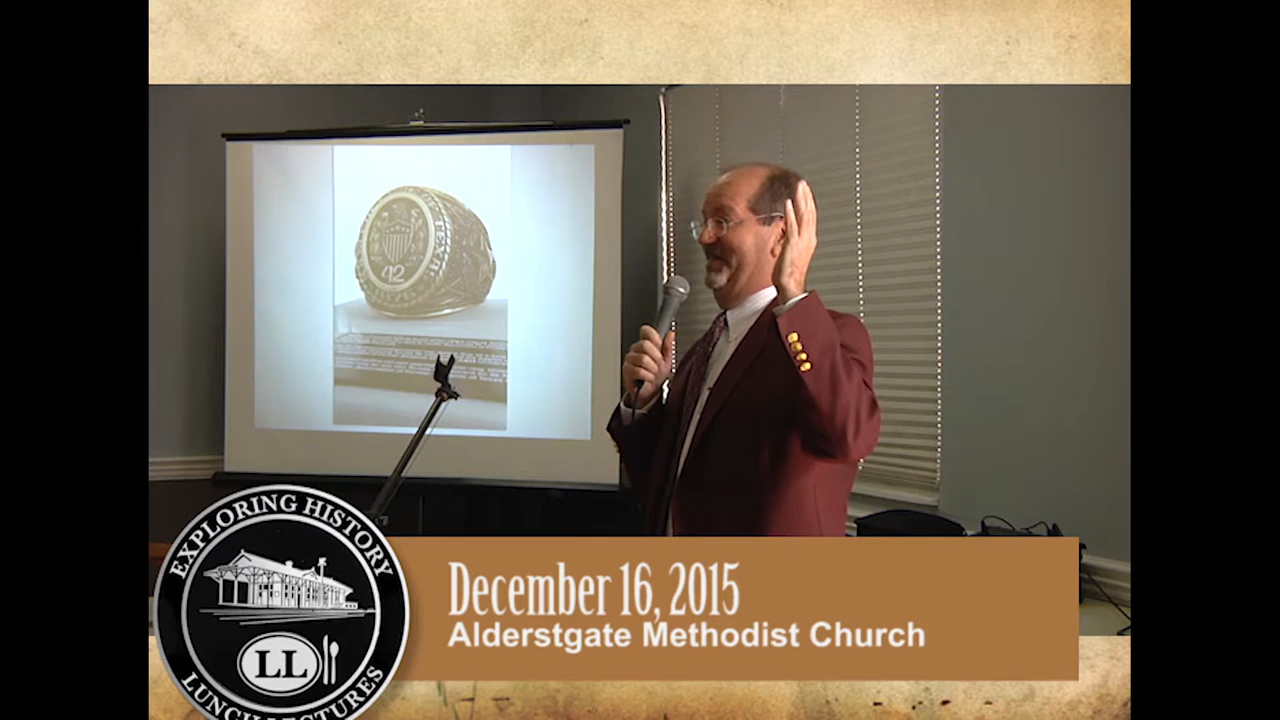 42
EXPLORING HISTORY
LL
LUNCH LECTURES
December 16, 2015
Alderstgate Methodist Church